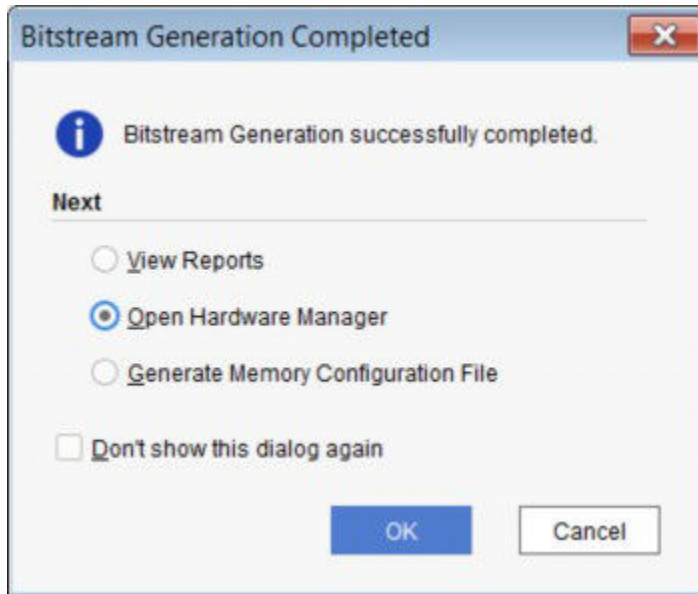 Bitstream Generation Completed
Bitstream Generation successfully completed.
Next
View Reports
Open Hardware Manager
Generate Memory Configuration File
Don't show this dialog again
OK
Cancel